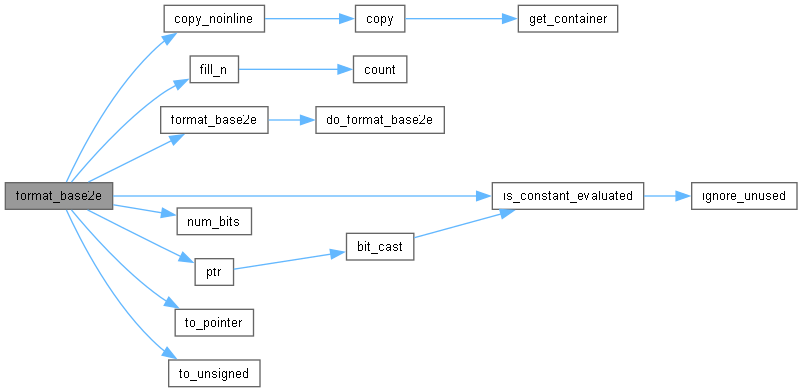 copy_noinline
copy
get_container
fill_n
count
format_base2e
do_format_base2e
format_base2e
is_constant_evaluated
ignore_unused
num_bits
bit_cast
ptr
to_pointer
to_unsigned